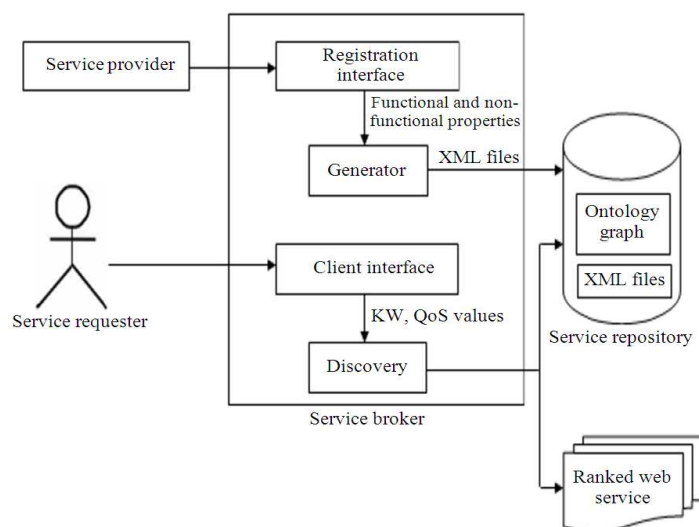 Service provider
Registration
interface
Functional and non-
functional properties
Generator
XML files
Ontology
graph
XML files
Service repository
Client interface
Service requester
KW, QoS values
Discovery
Service broker
Ranked web
service